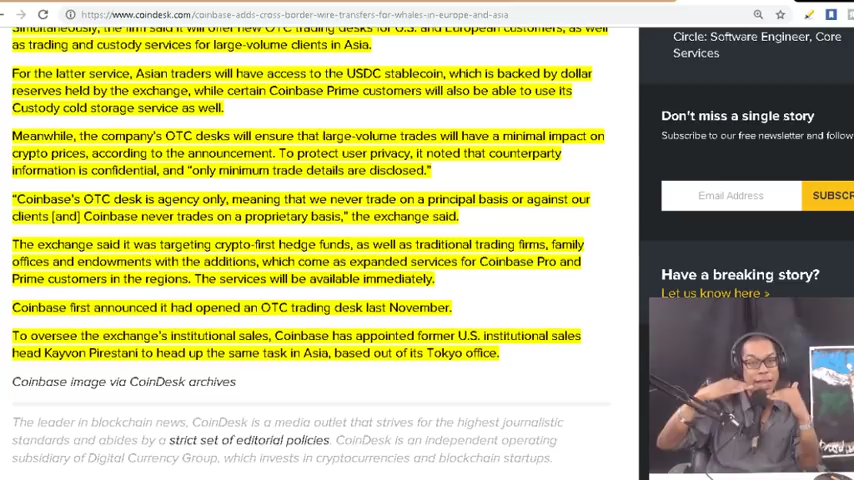 https://www.coindesk.com/coinbase-adds-cross-border-wire-transfers-for-whales-in-europe-and-asia
Simultaneously, the firm said it will offer new OTC trading desks for U.S. and European customers, as well
as trading and custody services for large-volume clients in Asia.
For the latter service, Asian traders will have access to the USDC stablecoin, which is backed by dollar
reserves held by the exchange, while certain Coinbase Prime customers will also be able to use its
Custody cold storage service as well.
Meanwhile, the company's OTC desks will ensure that large-volume trades will have a minimal impact on
crypto prices, according to the announcement. To protect user privacy, it noted that counterparty
information is confidential, and “only minimum trade details are disclosed.”
“Coinbase's OTC desk is agency only, meaning that we never trade on a principal basis or against our
clients [and] Coinbase never trades on a proprietary basis,” the exchange said.
The exchange said it was targeting crypto-first hedge funds, as well as traditional trading firms, family
offices and endowments with the additions, which come as expanded services for Coinbase Pro and
Prime customers in the regions. The services will be available immediately.
Coinbase first announced it had opened an OTC trading desk last November.
To oversee the exchange's institutional sales, Coinbase has appointed former U.S. institutional sales
head Kayvon Pirestani to head up the same task in Asia, based out of its Tokyo office.
Coinbase image via CoinDesk archives
The leader in blockchain news, CoinDesk is a media outlet that strives for the highest journalistic
standards and abides by a strict set of editorial policies. CoinDesk is an independent operating
subsidiary of Digital Currency Group, which invests in cryptocurrencies and blockchain startups.
Circle: Software Engineer, Core
Services
Don't miss a single story
Subscribe to our free newsletter and follow
Email Address
SUBSCR
Have a breaking story?
Let us know here >